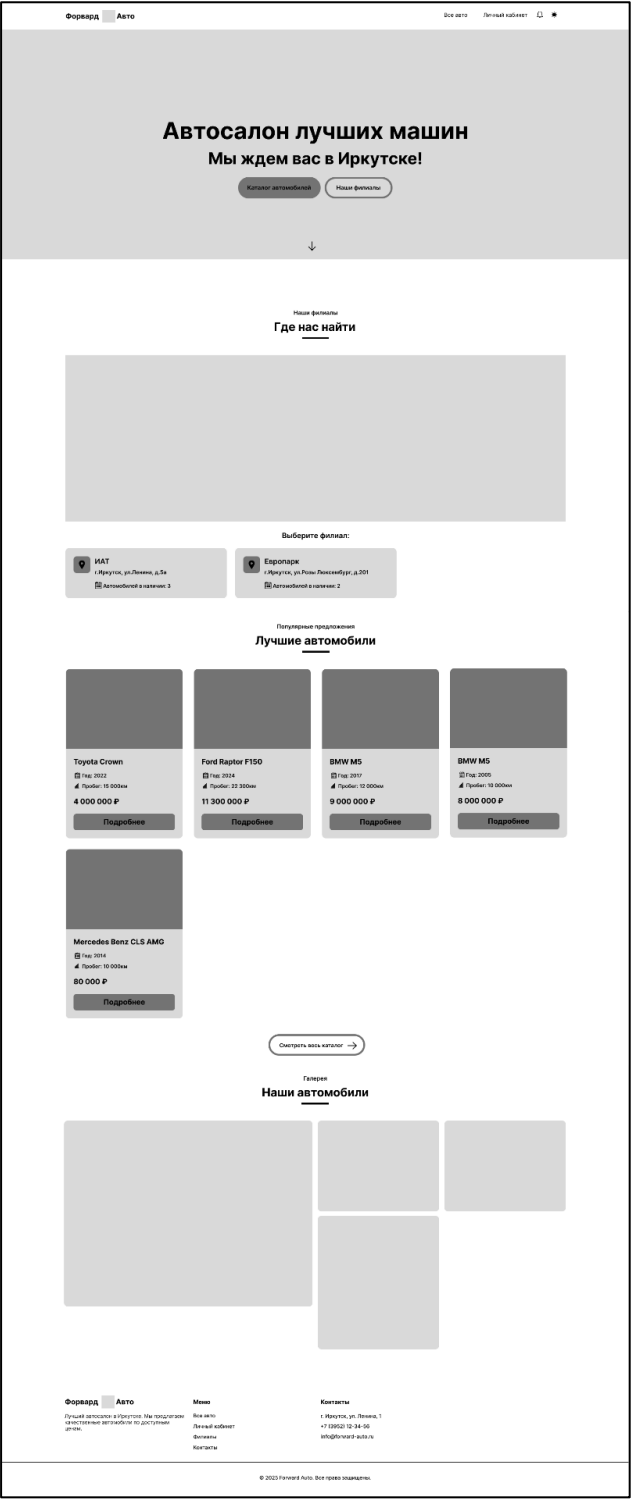 Форвард Авто
Все авто Личный кабинет
Автосалон лучших машин
Мы ждем вас в Иркутске!
Каталог автомобилей Наши филиалы
Наши филиалы
Где нас найти
Выберите филиал:
ИАТ
г.Иркутск, ул.Ленина, д.5а
Автомобилей в наличии: 3
Европарк
г.Иркутск, ул.Розы Люксембург, д.201
Автомобилей в наличии: 2
Популярные предложения
Лучшие автомобили
Toyota Crown
Год: 2022
Пробег: 15 000км
4 000 000 ₽
Подробнее
Ford Raptor F150
Год: 2024
Пробег: 22 300км
11 300 000 ₽
Подробнее
BMW M5
Год: 2017
Пробег: 12 000км
9 000 000 ₽
Подробнее
BMW M5
Год: 2005
Пробег: 10 000км
8 000 000 ₽
Подробнее
Mercedes Benz CLS AMG
Год: 2014
Пробег: 10 000км
80 000 ₽
Подробнее
Смотреть весь каталог
Галерея
Наши автомобили
Форвард Авто
Лучший автосалон в Иркутске. Мы предлагаем
качественные автомобили по доступным
ценам.
Меню
Все авто
Личный кабинет
Филиалы
Контакты
Контакты
г. Иркутск, ул. Ленина, 1
+7 (3952) 12-34-56
info@forward-auto.ru
© 2025 Forward Auto. Все права защищены.